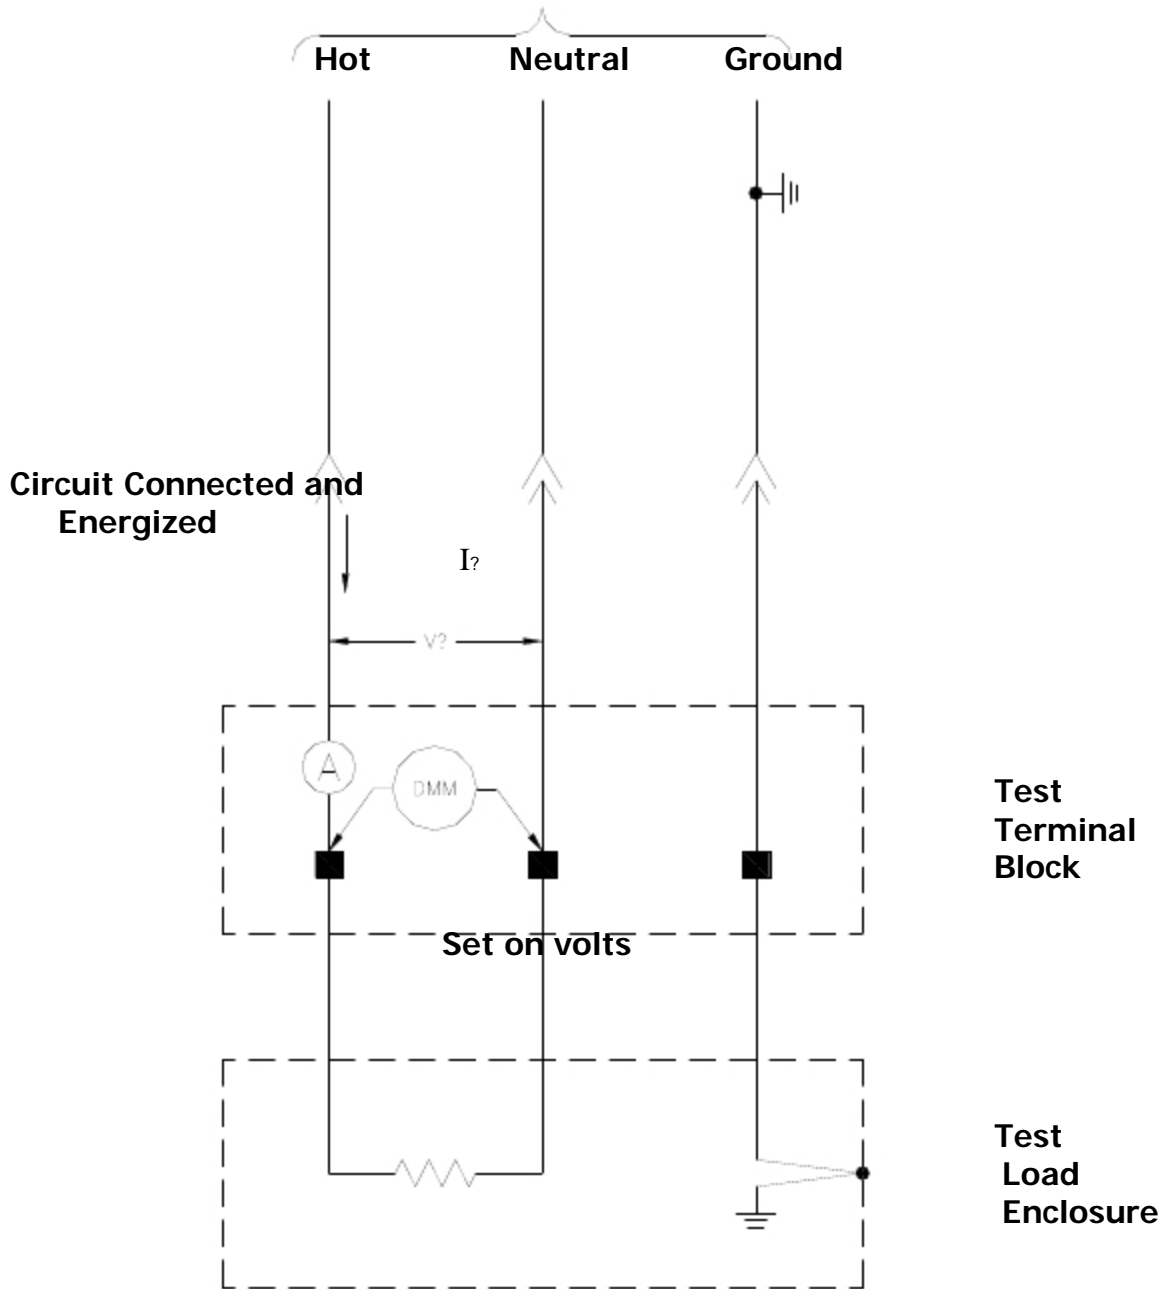 Hot Neutral Ground
Circuit Connected and
Energized
I?
V?
A
DMM
Test
Terminal
Block
Set on volts
Test
Load
Enclosure